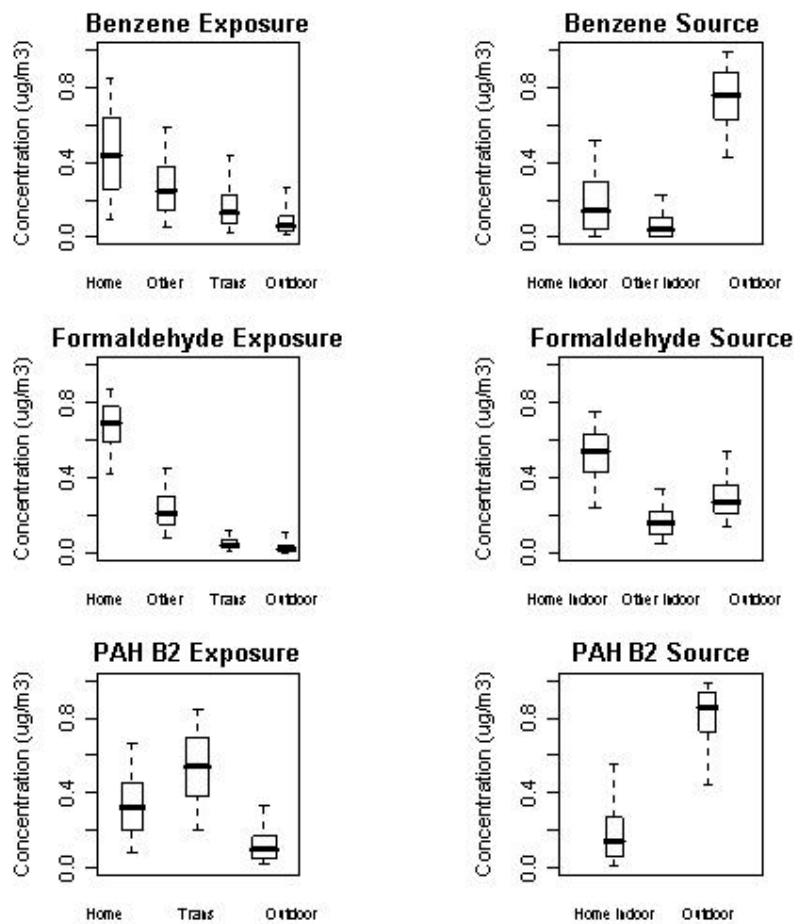 Benzene Exposure
Concentration (ug/m3)
0.0 0.4 0.8
Home Other Trans Outdoor
Benzene Source
Concentration (ug/m3)
0.0 0.4 0.8
Home Indoor Other Indoor Outdoor
Formaldehyde Exposure
Concentration (ug/m3)
0.0 0.4 0.8
Home Other Trans Outdoor
Formaldehyde Source
Concentration (ug/m3)
0.0 0.4 0.8
Home Indoor Other Indoor Outdoor
PAH B2 Exposure
Concentration (ug/m3)
0.0 0.4 0.8
Home Trans Outdoor
PAH B2 Source
Concentration (ug/m3)
0.0 0.4 0.8
Home Indoor Outdoor